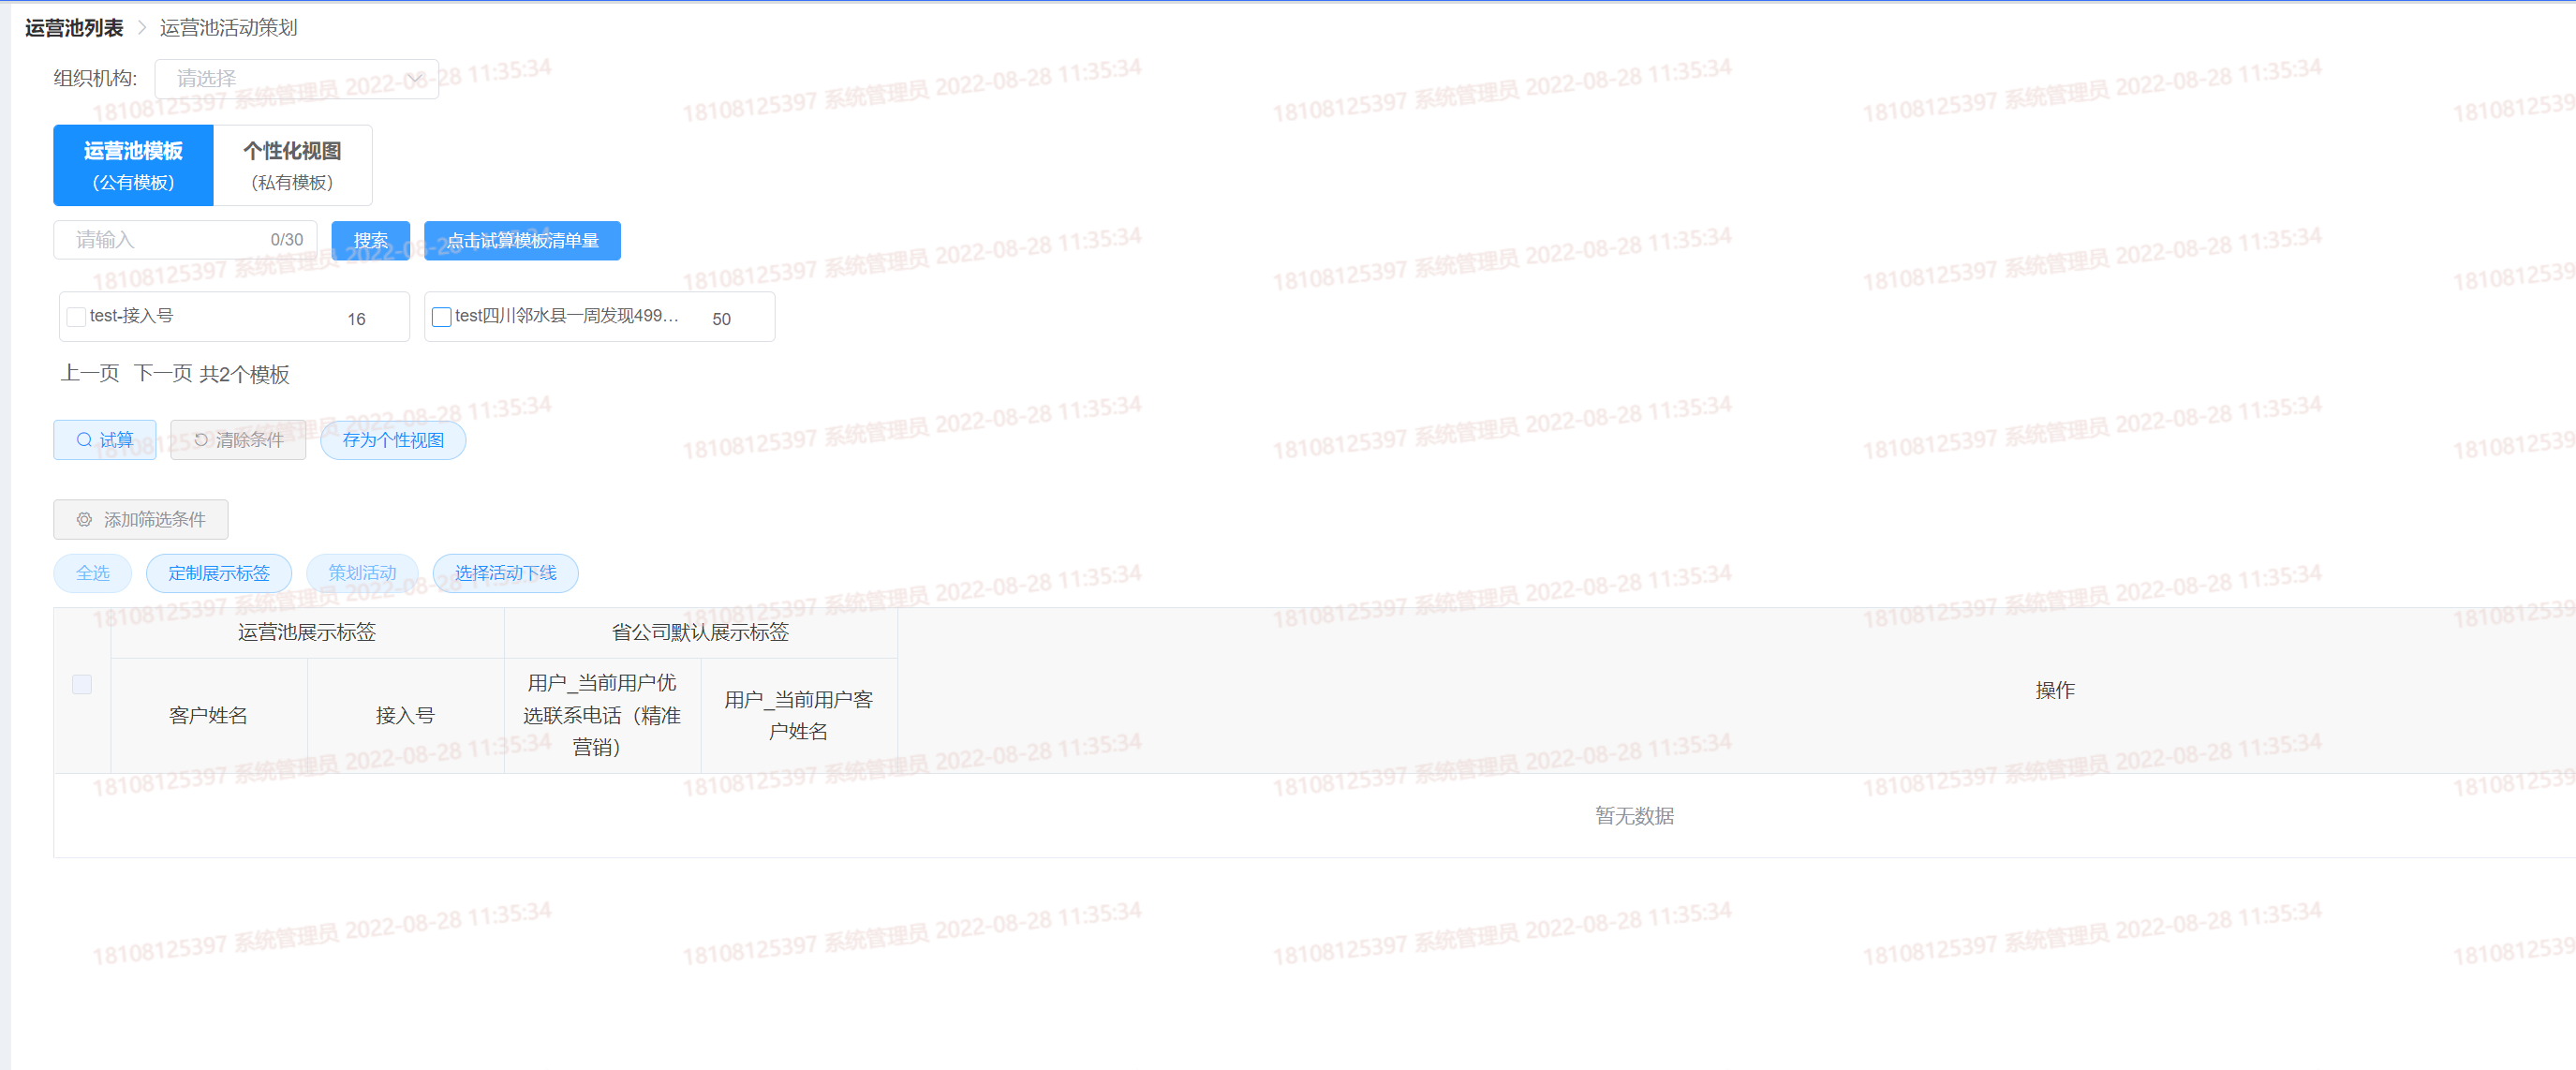 运营池列表 > 运营池活动策划
组织机构: 请选择
运营池模板 个性化视图
（公有模板） （私有模板）
请输入 0/30 搜索 点击试算模板清单量
test-接入号 16 test四川邻水县一周发现499... 50
上一页 下一页 共2个模板
试算 清除条件 存为个性视图
添加筛选条件
全选 定制展示标签 策划活动 选择活动下线
运营池展示标签 省公司默认展示标签 操作
客户姓名 接入号 用户_当前用户优选联系电话（精准营销） 用户_当前用户客户姓名
暂无数据
18108125397 系统管理员 2022-08-28 11:35:34